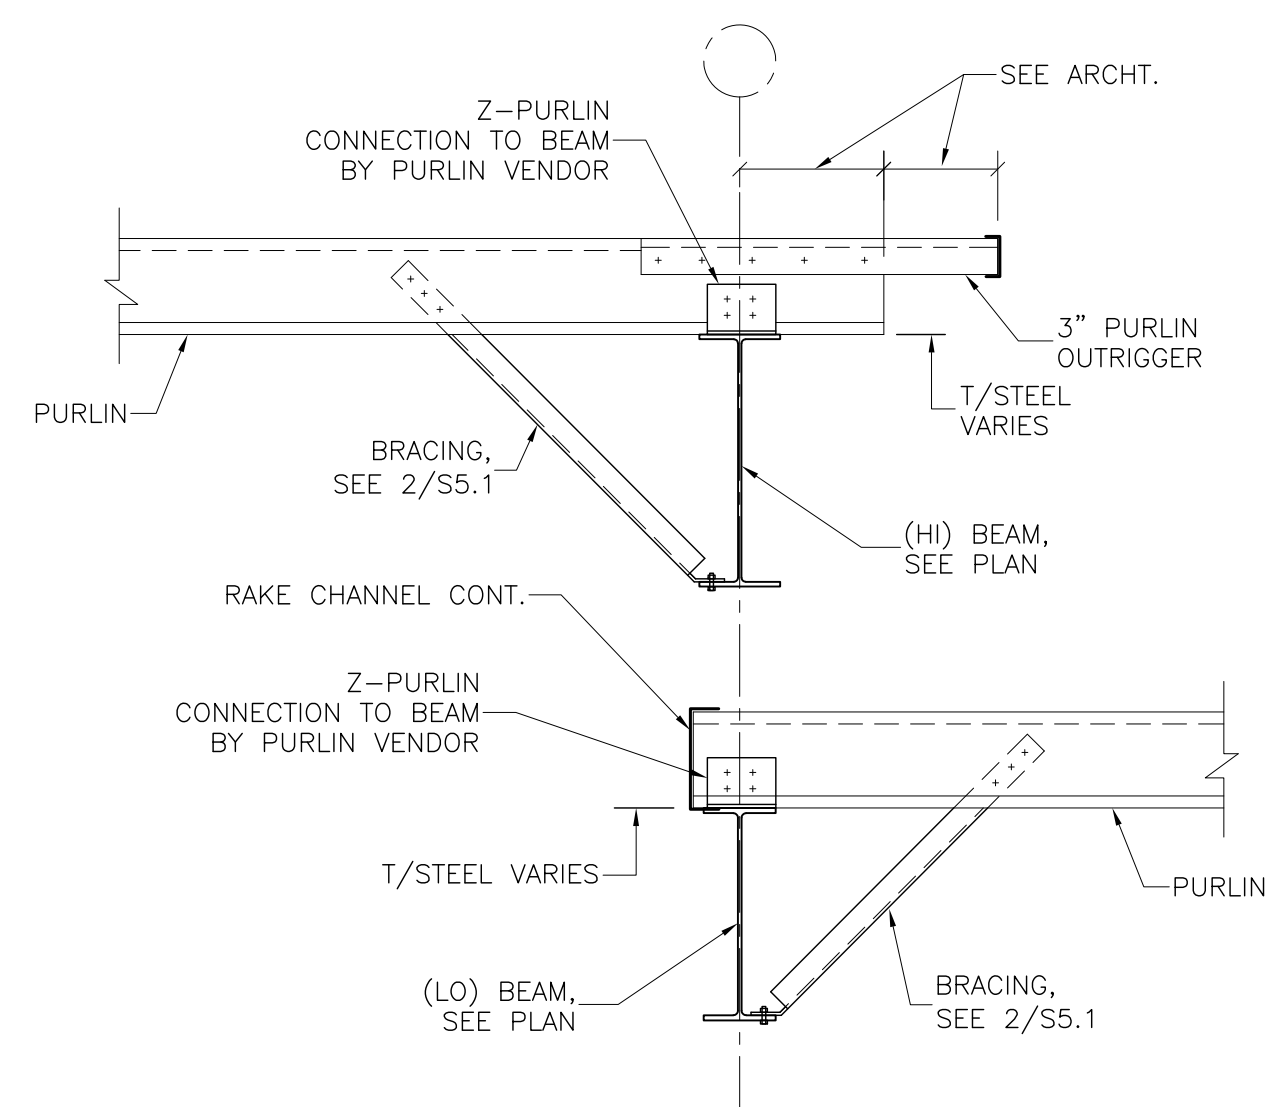 SEE ARCHT.
Z-PURLIN
CONNECTION TO BEAM
BY PURLIN VENDOR
3" PURLIN
OUTRIGGER
T/STEEL
VARIES
PURLIN
BRACING,
SEE 2/S5.1
(HI) BEAM,
SEE PLAN
RAKE CHANNEL CONT.
Z-PURLIN
CONNECTION TO BEAM
BY PURLIN VENDOR
T/STEEL VARIES
PURLIN
(LO) BEAM,
SEE PLAN
BRACING,
SEE 2/S5.1